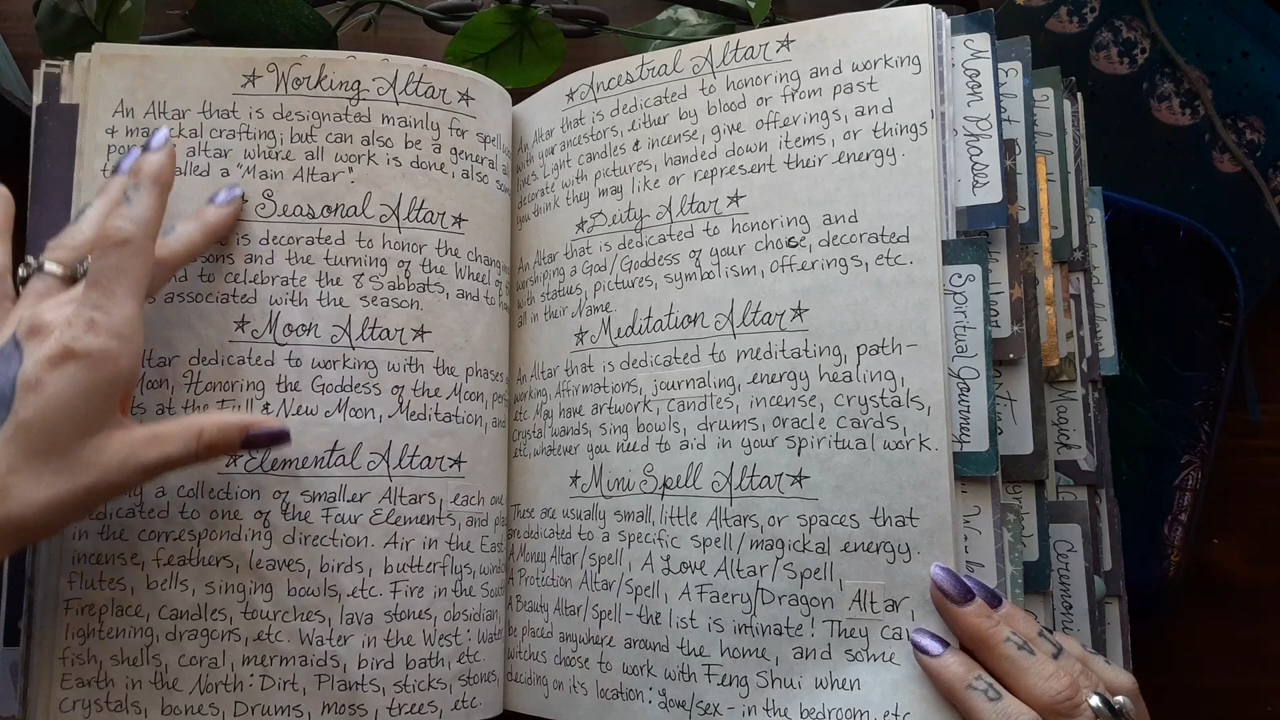 ☆Working Altar☆
An Altar that is designated mainly for spell
& magickal crafting; but can also be a general all
altar where all work is done, also
called a "Main Altar".
☆Seasonal Altar☆
is decorated to honor the
and the turning of the Wheel of
to celebrate the 8 Sabbats, and to
associated with the season.
☆Moon Altar☆
dedicated to working with the phases
Moon, Honoring the Goddess of the Moon,
at the Full & New Moon, Meditation, and
☆Elemental Altar☆
a collection of smaller Altars, each one
dedicated to one of the Four Elements, and
in the corresponding direction. Air in the East
incense, feathers, leaves, birds, butterflys,
flutes, bells, singing bowls, etc. Fire in the South
Fireplace, candles, tourches, lava stones, obsidian,
lightening, dragons, etc. Water in the West: Water
fish, shells, coral, mermaids, bird bath, etc.
Earth in the North: Dirt, Plants, sticks, stones,
crystals, bones, Drums, moss, trees, etc.
☆Ancestral Altar☆
An Altar that is dedicated to honoring and working
with your ancestors, either by blood or from past
lines. Light candles & incense, give offerings, and
decorate with pictures, handed down items, or things
you think they may like or represent their energy.
☆Deity Altar☆
An Altar that is dedicated to honoring and
worshiping a God/Goddess of your choise, decorated
with statues, pictures, symbolism, offerings, etc.
all in their Name.
☆Meditation Altar☆
An Altar that is dedicated to meditating, path-
working, Affirmations, journaling, energy healing,
etc May have artwork, candles, incense, crystals,
Crystal wands, sing bowls, drums, oracle cards,
etc, whatever you need to aid in your spiritual work.
☆Mini Spell Altar☆
These are usually small, little Altars, or spaces that
are dedicated to a specific spell/magickal energy.
A Money Altar/spell, A Love Altar/Spell,
A Protection Altar/Spell, A Faery/Dragon Altar,
A Beauty Altar/Spell - the list is infinate! They can
be placed anywhere around the home, and some
witches choose to work with Feng Shui when
deciding on it's location: Love/sex - in the bedroom, etc
Moon Phases
Spiritual Journey
Magick